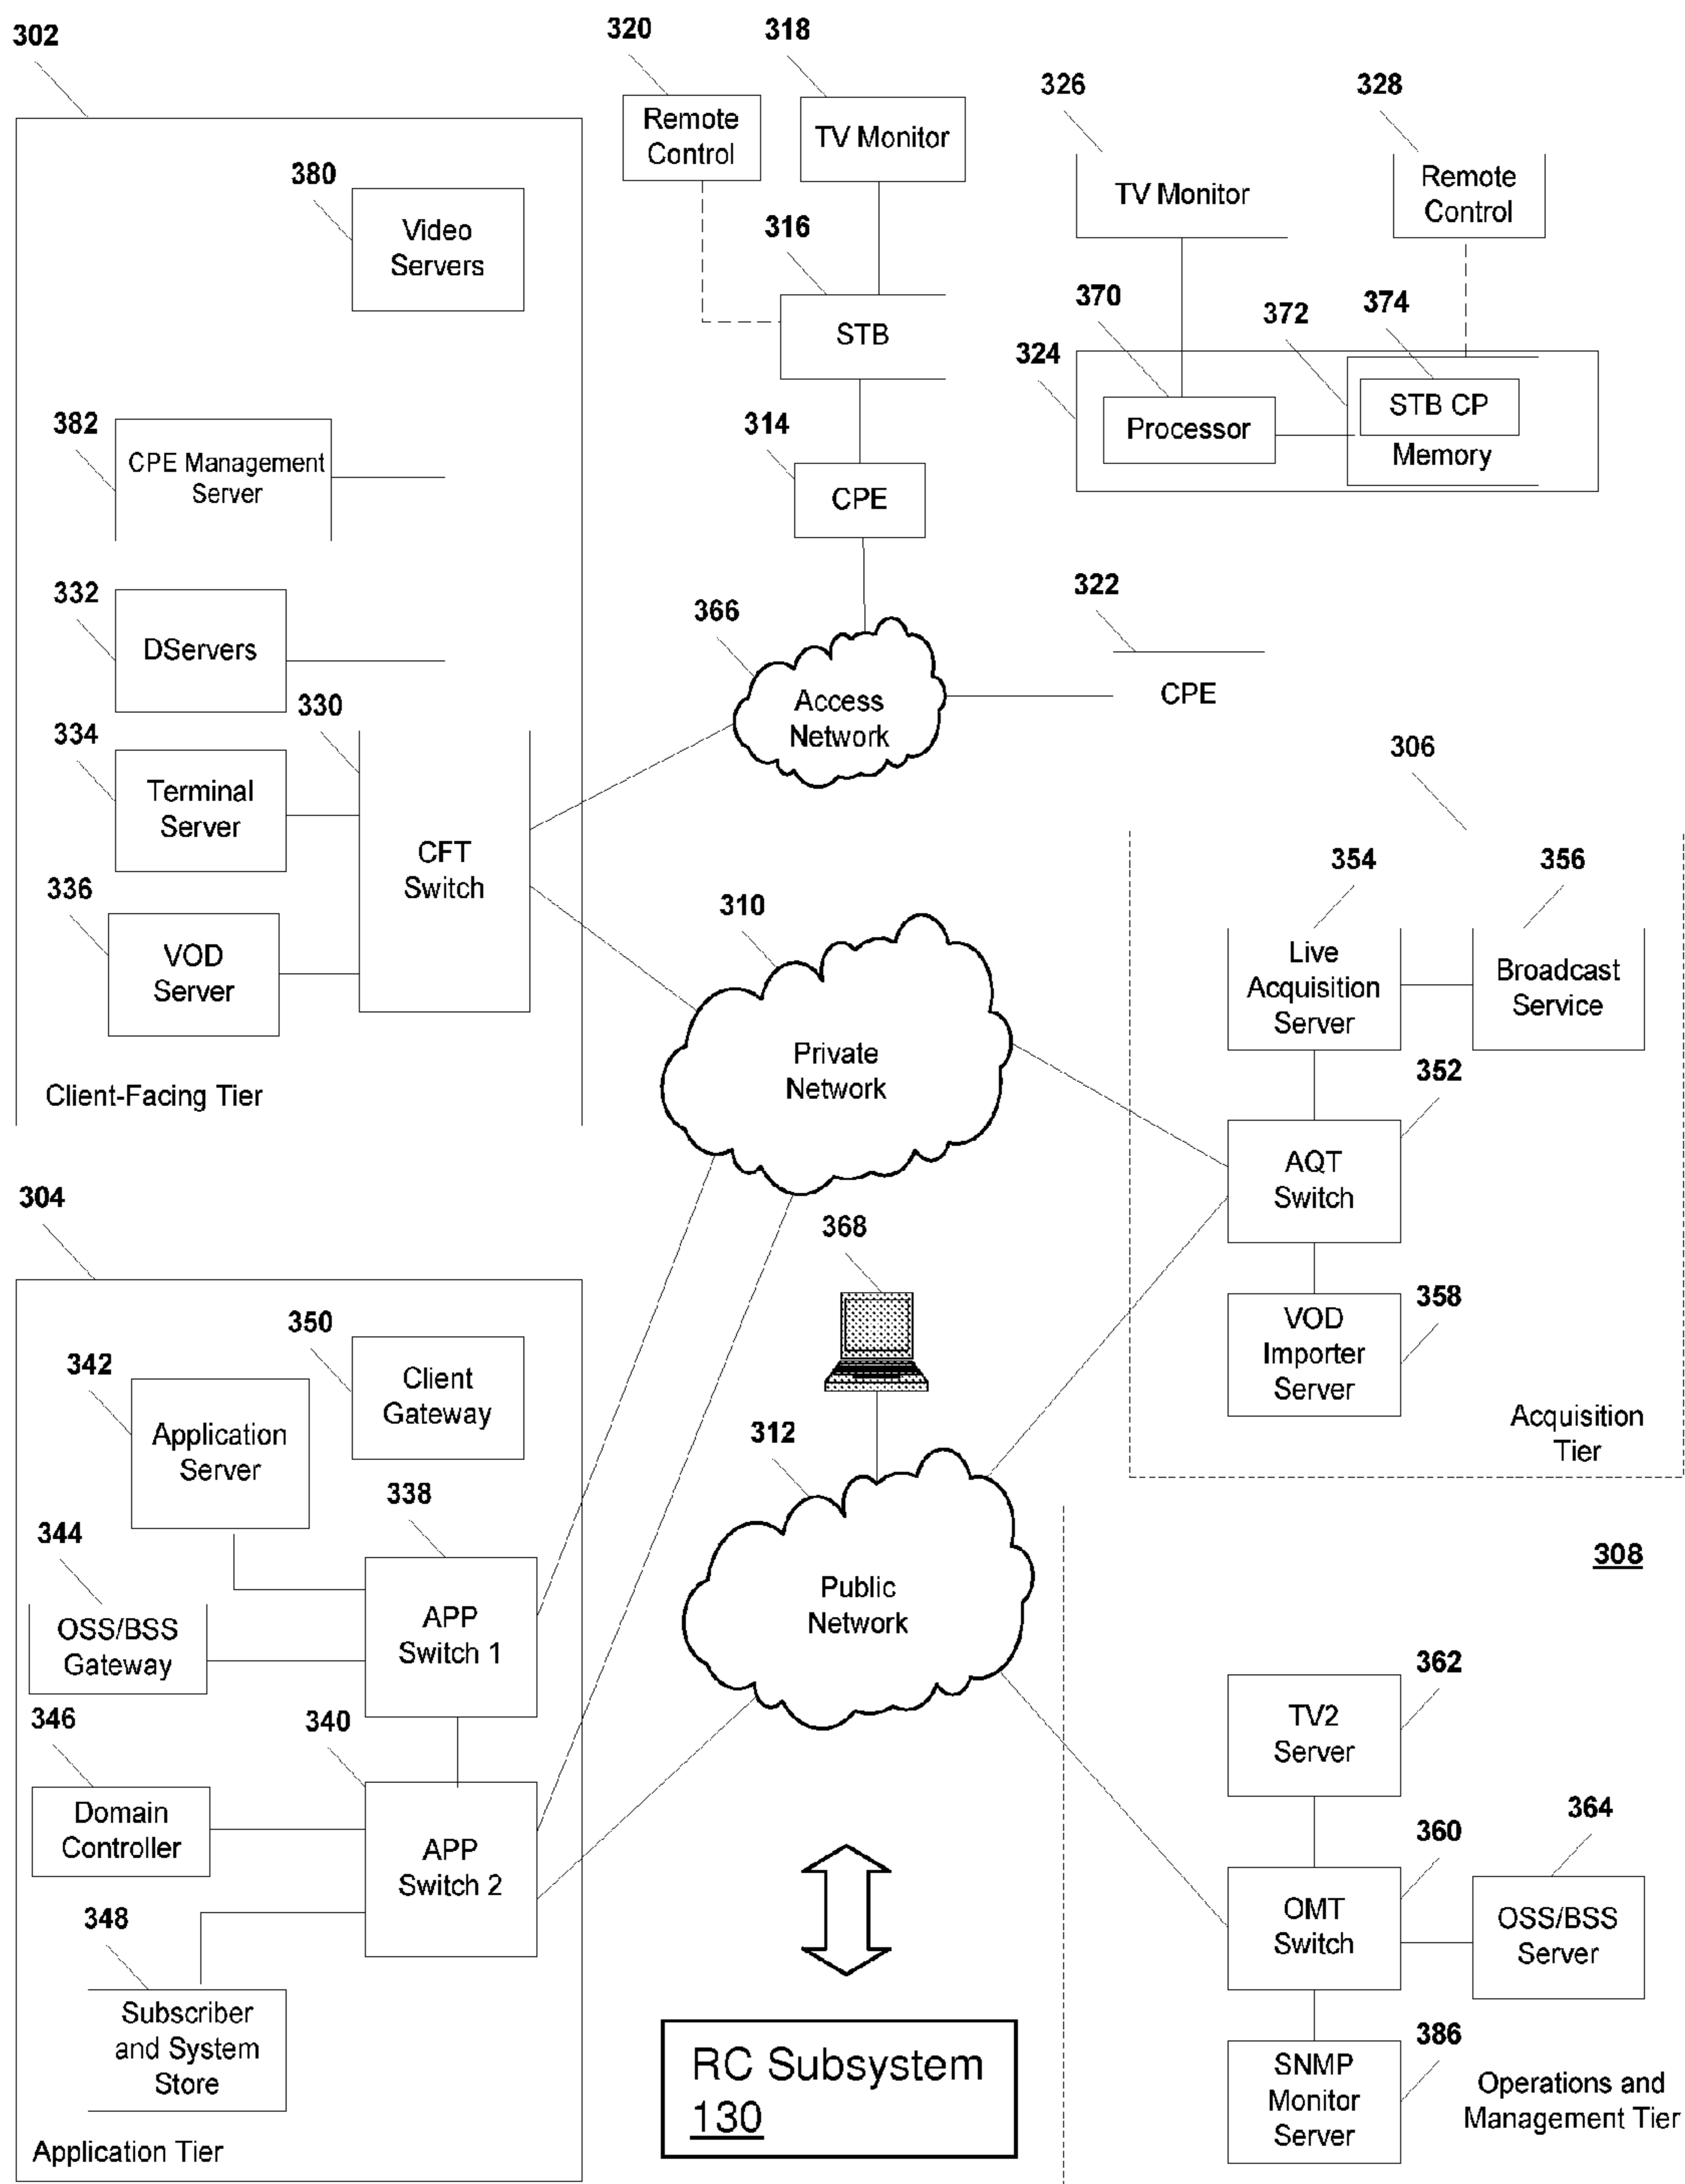 302
320
318
326
328
Remote
Control
TV Monitor
TV Monitor
Remote
Control
380
Video
Servers
316
STB
370
372
374
324
STB CP
Processor
Memory
382
CPE Management
Server
314
CPE
332
DServers
366
Access
Network
322
CPE
330
334
Terminal
Server
CFT
Switch
336
VOD
Server
Client-Facing Tier
310
Private
Network
306
354
356
Live
Acquisition
Server
Broadcast
Service
352
AQT
Switch
358
VOD
Importer
Server
Acquisition
Tier
304
368
350
Client
Gateway
342
Application
Server
312
Public
Network
338
APP
Switch 1
344
OSS/BSS
Gateway
346
Domain
Controller
340
APP
Switch 2
348
Subscriber
and System
Store
Application Tier
RC Subsystem
130
308
362
TV2
Server
360
OMT
Switch
364
OSS/BSS
Server
386
SNMP
Monitor
Server
Operations and
Management Tier